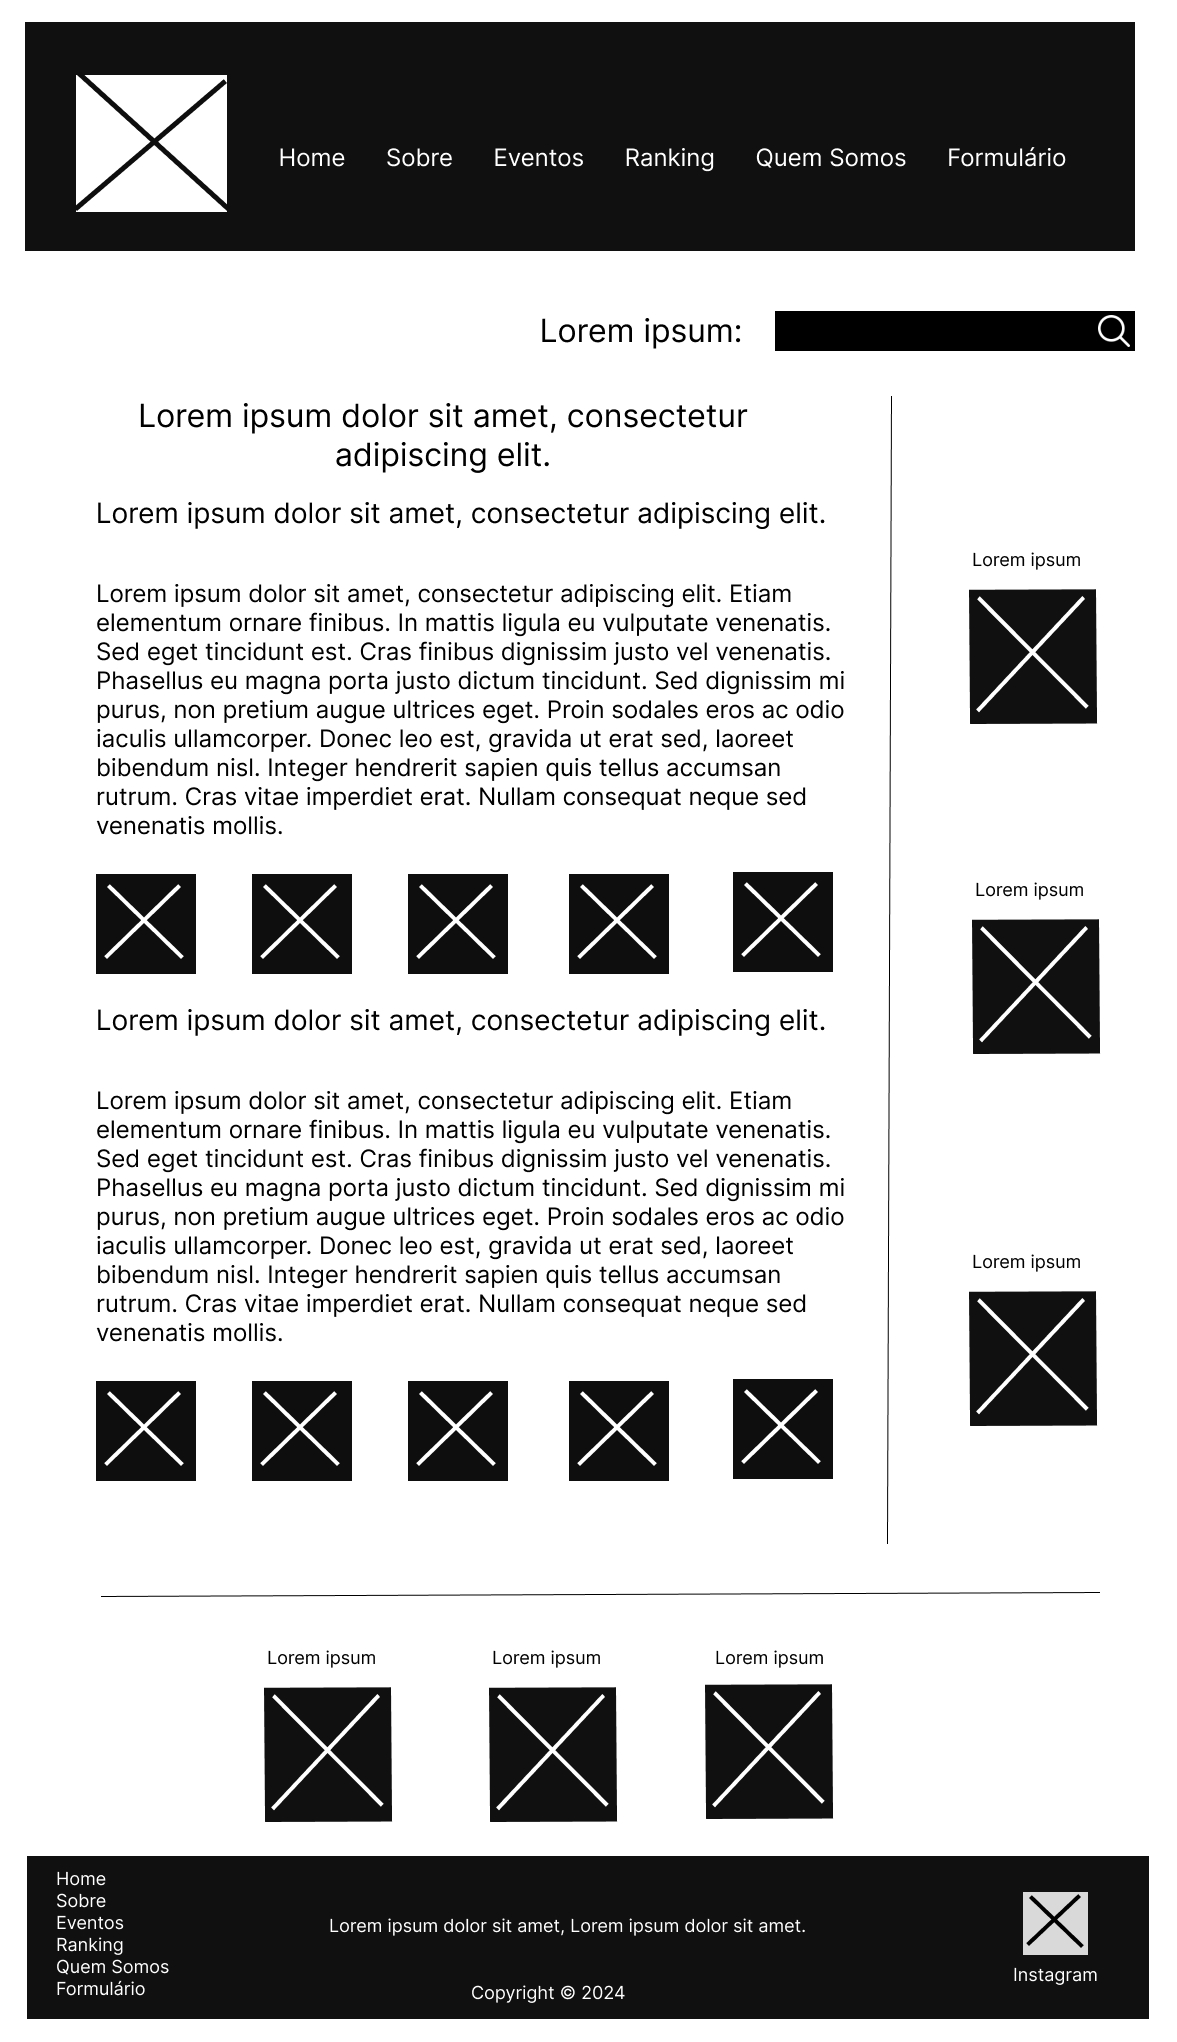 Home Sobre Eventos Ranking Quem Somos Formulário
Lorem ipsum:
Lorem ipsum dolor sit amet, consectetur
adipiscing elit.
Lorem ipsum dolor sit amet, consectetur adipiscing elit.
Lorem ipsum dolor sit amet, consectetur adipiscing elit. Etiam
elementum ornare finibus. In mattis ligula eu vulputate venenatis.
Sed eget tincidunt est. Cras finibus dignissim justo vel venenatis.
Phasellus eu magna porta justo dictum tincidunt. Sed dignissim mi
purus, non pretium augue ultrices eget. Proin sodales eros ac odio
iaculis ullamcorper. Donec leo est, gravida ut erat sed, laoreet
bibendum nisl. Integer hendrerit sapien quis tellus accumsan
rutrum. Cras vitae imperdiet erat. Nullam consequat neque sed
venenatis mollis.
Lorem ipsum dolor sit amet, consectetur adipiscing elit.
Lorem ipsum dolor sit amet, consectetur adipiscing elit. Etiam
elementum ornare finibus. In mattis ligula eu vulputate venenatis.
Sed eget tincidunt est. Cras finibus dignissim justo vel venenatis.
Phasellus eu magna porta justo dictum tincidunt. Sed dignissim mi
purus, non pretium augue ultrices eget. Proin sodales eros ac odio
iaculis ullamcorper. Donec leo est, gravida ut erat sed, laoreet
bibendum nisl. Integer hendrerit sapien quis tellus accumsan
rutrum. Cras vitae imperdiet erat. Nullam consequat neque sed
venenatis mollis.
Lorem ipsum
Lorem ipsum
Lorem ipsum
Lorem ipsum Lorem ipsum Lorem ipsum
Home
Sobre
Eventos
Ranking
Quem Somos
Formulário
Lorem ipsum dolor sit amet, Lorem ipsum dolor sit amet.
Copyright © 2024
Instagram